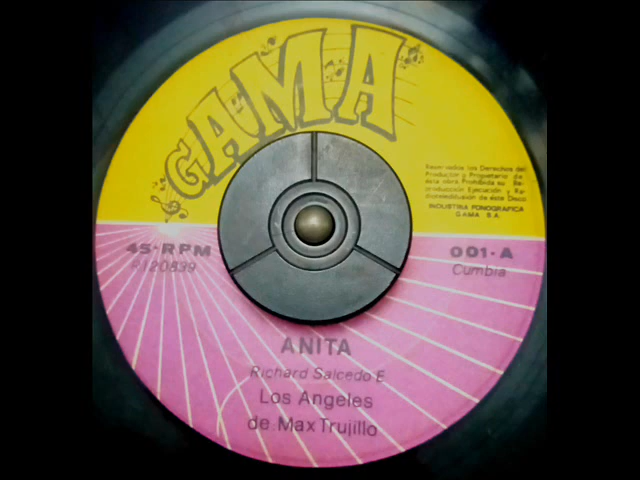 GAMA
Reservados los Derechos del
Productor y Propietario de
esta obra Prohibida su Re-
producción Ejecución y Ra-
diodifusión de este Disco
INDUSTRIA FONOGRAFICA
GAMA S.A.
45-RPM
R120839
001-A
Cumbia
ANITA
Richard Salcedo E
Los Angeles
de Max Trujillo